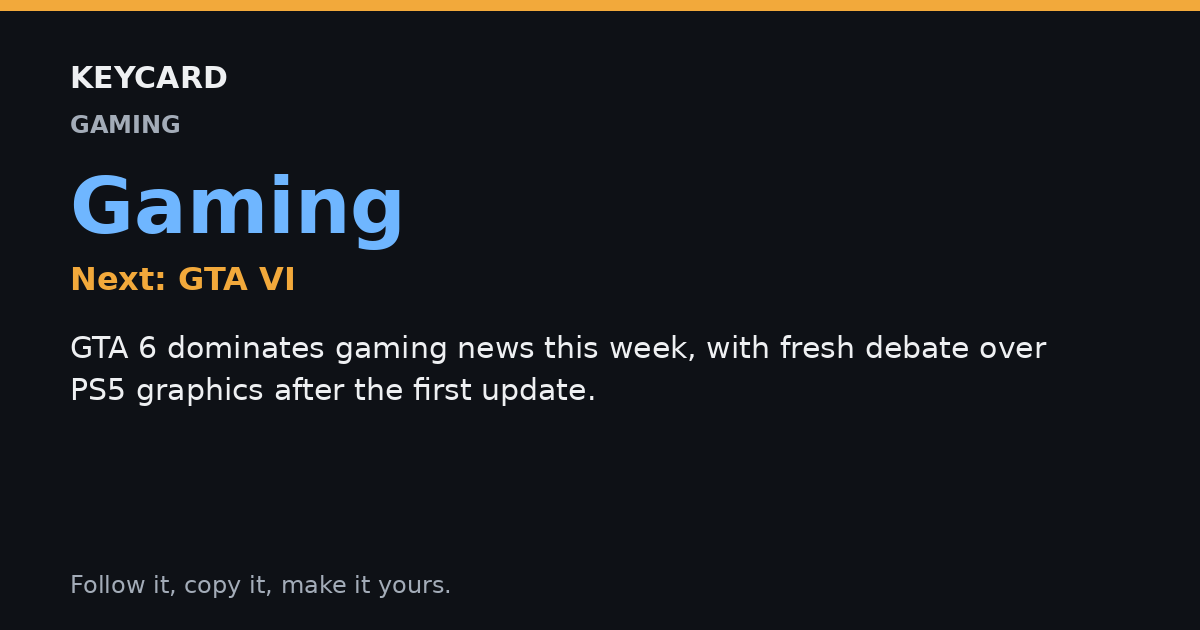 KEYCARD
GAMING
Gaming
Next: GTA VI
GTA 6 dominates gaming news this week, with fresh debate over
PS5 graphics after the first update.
Follow it, copy it, make it yours.